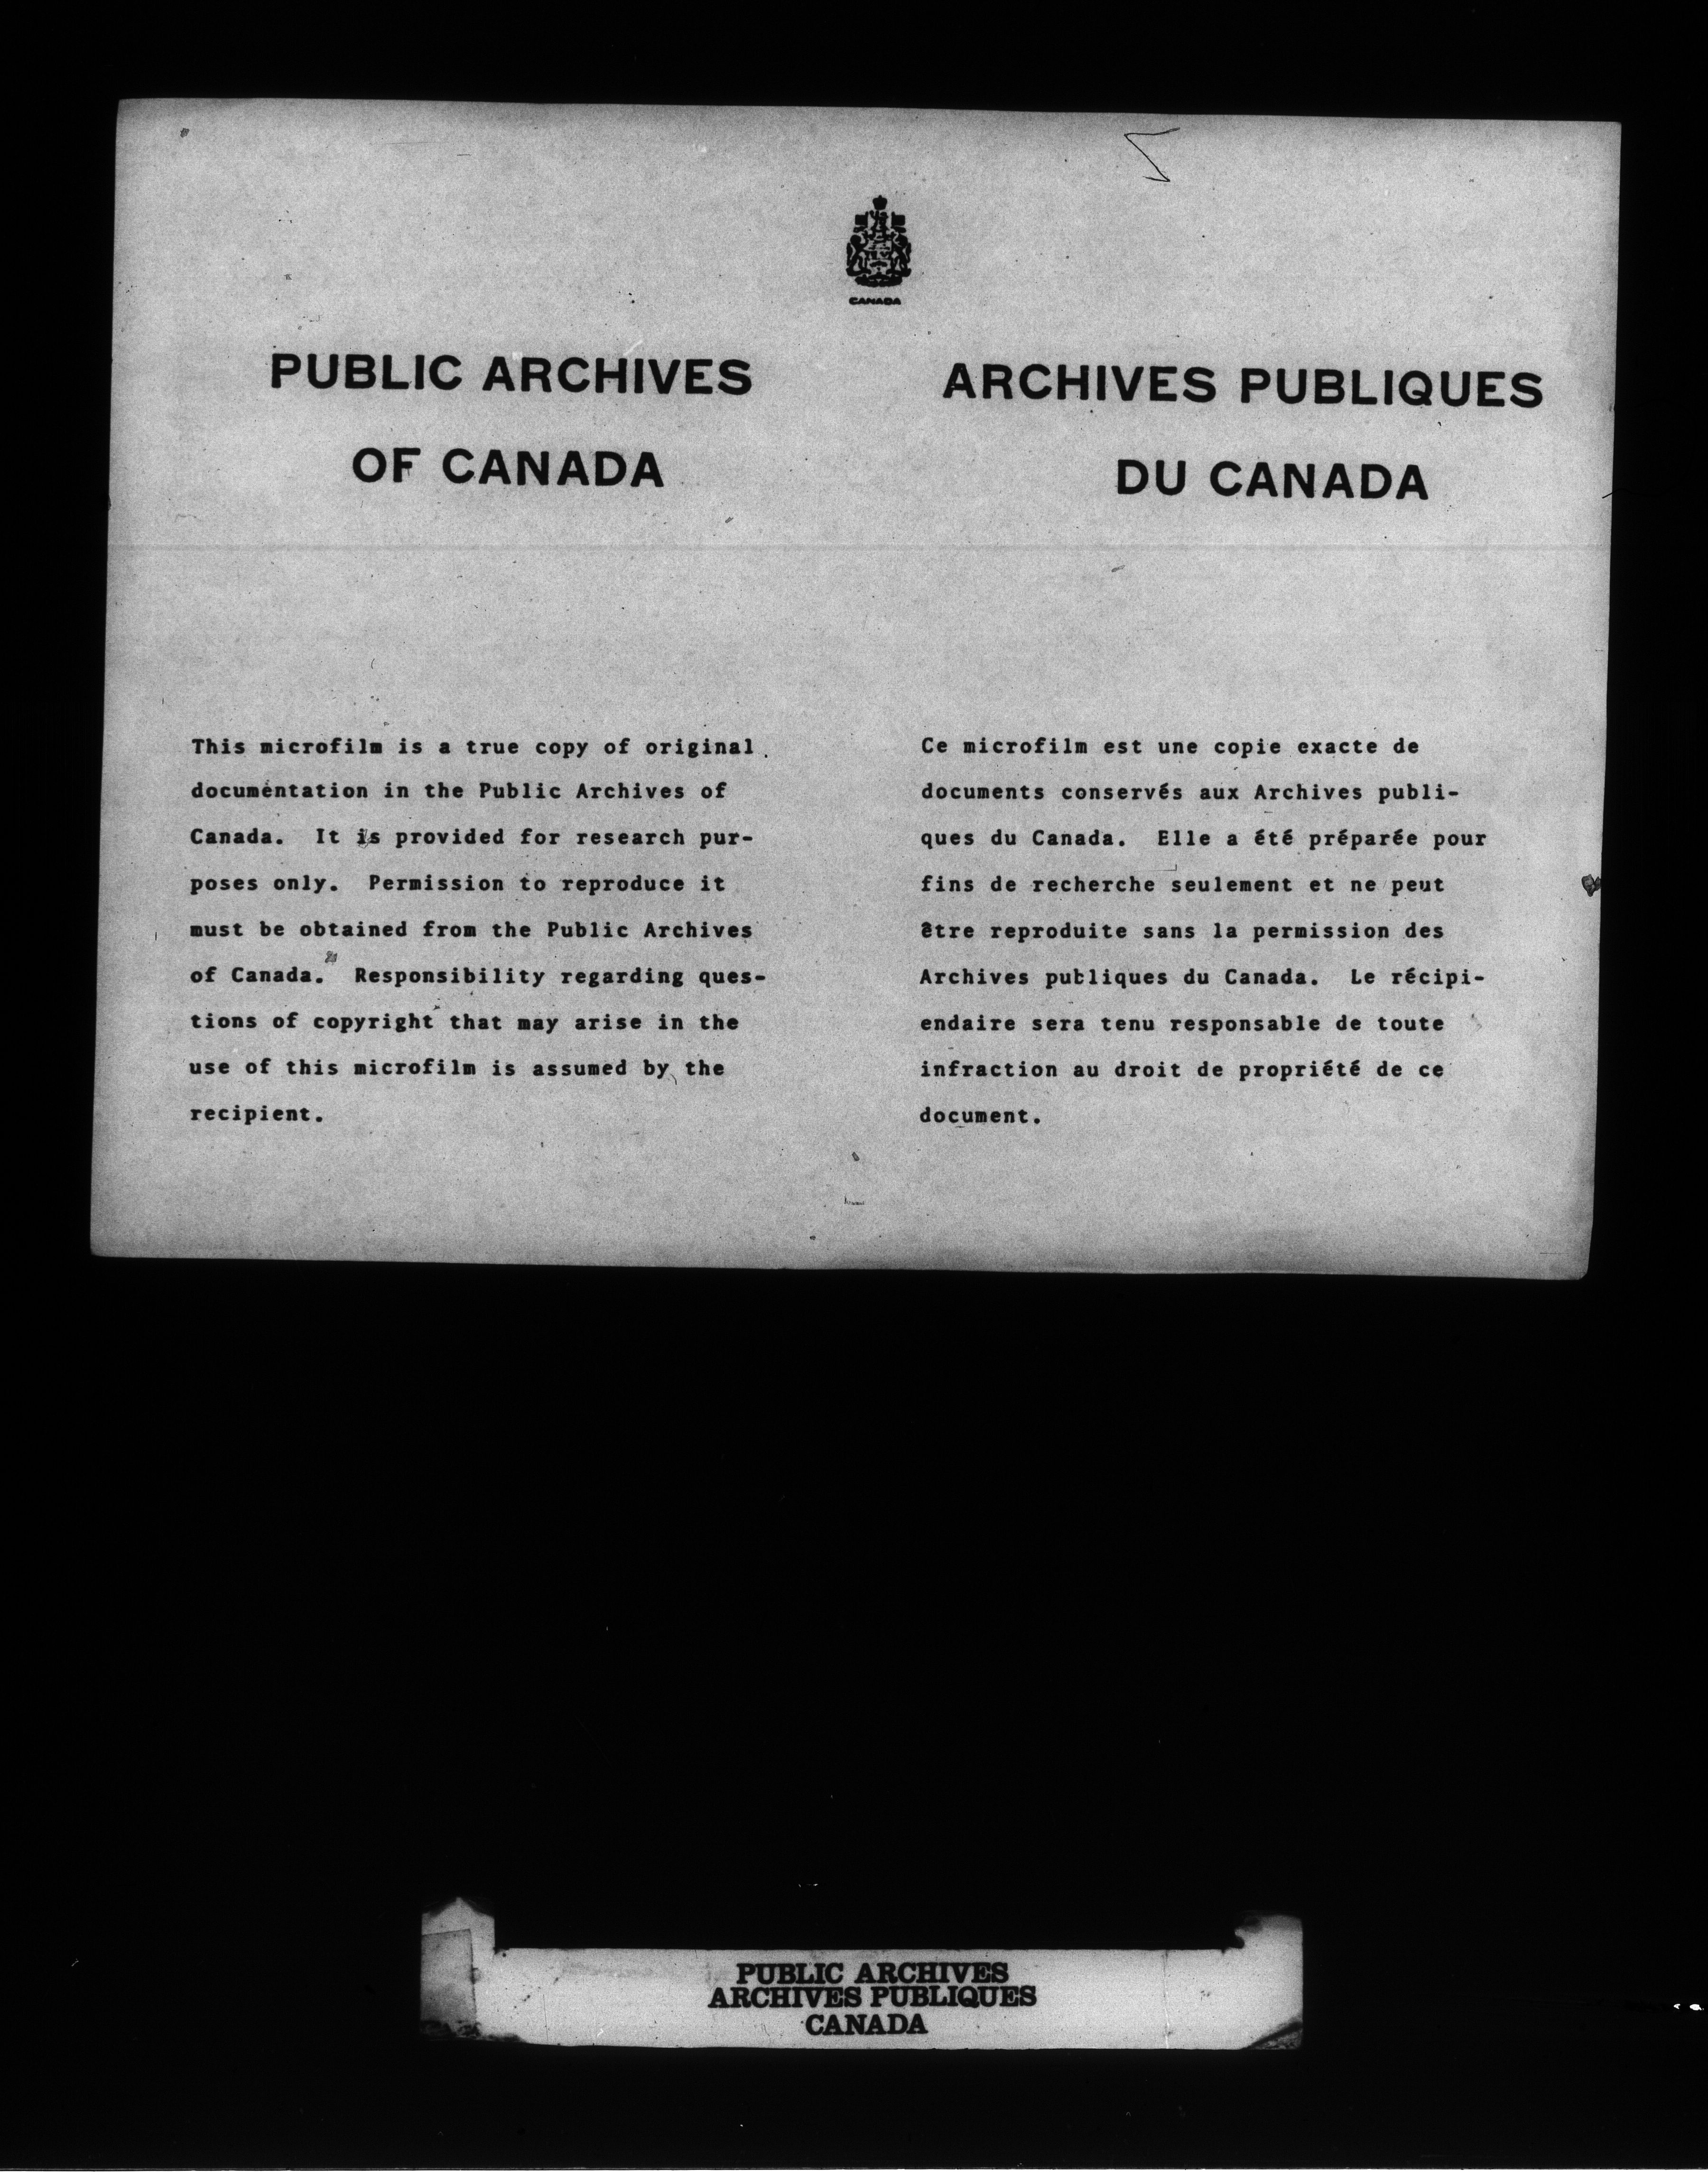 CANADA
PUBLIC ARCHIVES
OF CANADA
This microfilm is a true copy of original
documentation in the Public Archives of
Canada. It is provided for research pur-
poses only. Permission to reproduce it
must be obtained from the Public Archives
of Canada. Responsibility regarding ques-
tions of copyright that may arise in the
use of this microfilm is assumed by the
recipient.
ARCHIVES PUBLIQUES
DU CANADA
Ce microfilm est une copie exacte de
documents conservés aux Archives publi-
ques du Canada. Elle a été préparée pour
fins de recherche seulement et ne peut
être reproduite sans la permission des
Archives publiques du Canada. Le récipi-
endaire sera tenu responsable de toute
infraction au droit de propriété de ce
document.
PUBLIC ARCHIVES
ARCHIVES PUBLIQUES
CANADA